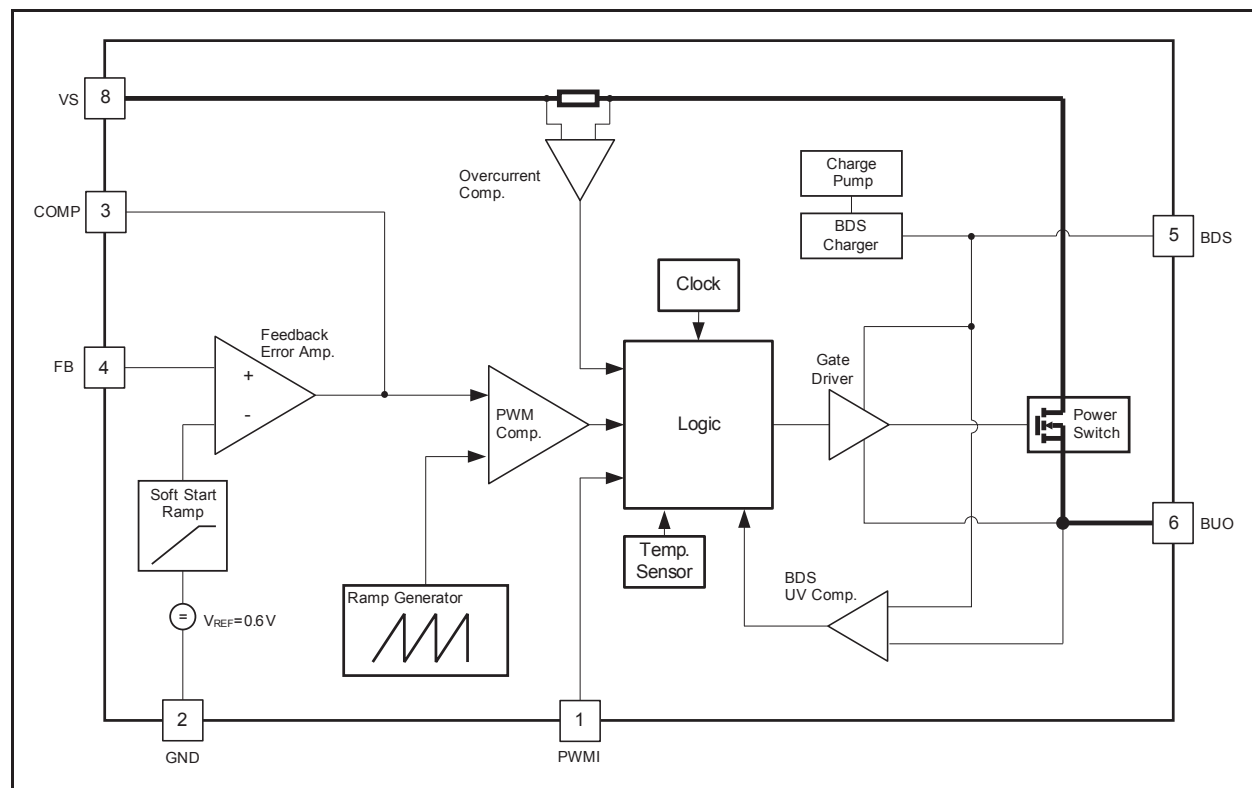 8
VS
Overcurrent
Comp.
Charge
Pump
BDS
Charger
COMP
3
5
BDS
Clock
FB
4
Feedback
Error Amp.
+
-
PWM
Comp.
Logic
Gate
Driver
Power
Switch
Soft Start
Ramp
6
BUO
Temp.
Sensor
BDS
UV Comp.
Ramp Generator
=
VREF=0.6 V
2
GND
1
PWMI